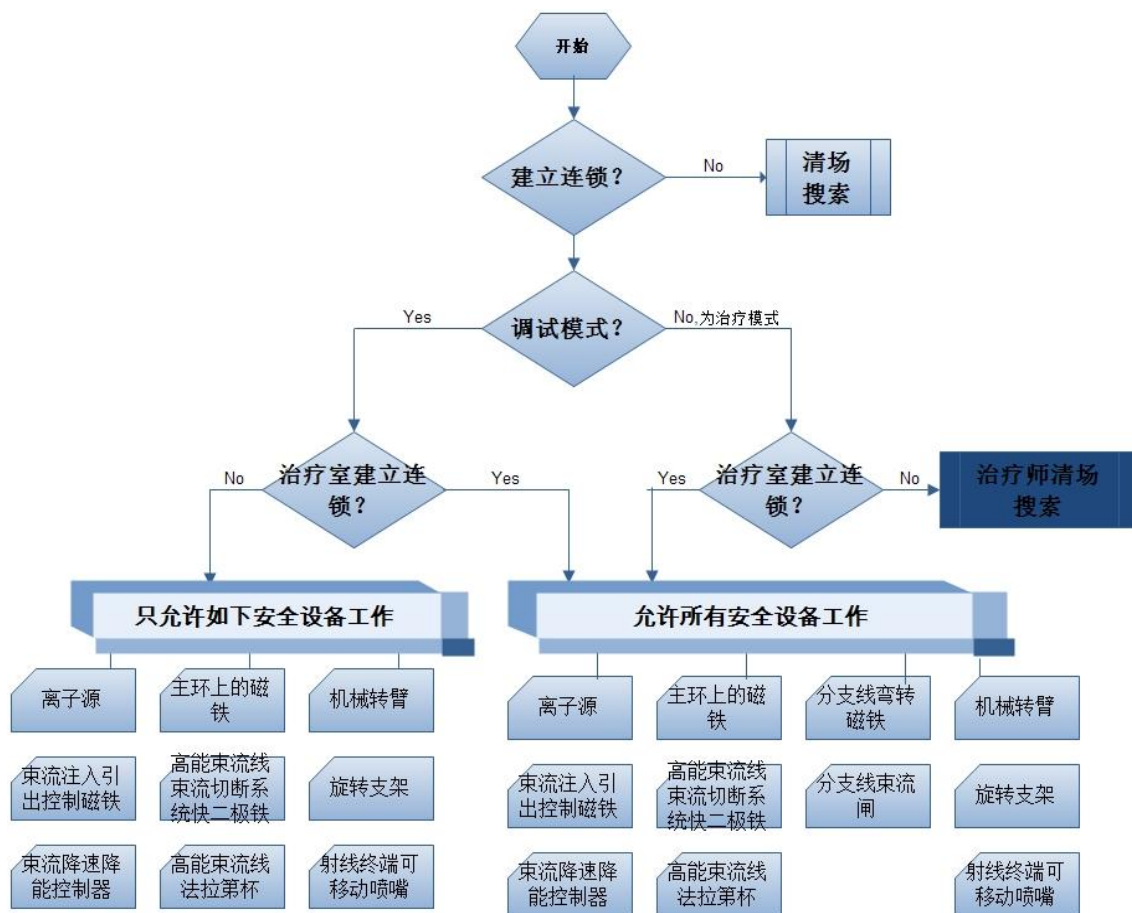 开始
建立连锁？
No
清场
搜索
Yes
调试模式？
No,为治疗模式
No
治疗室建立连
锁？
Yes
Yes
治疗室建立连
锁？
No
治疗师清场
搜索
只允许如下安全设备工作
允许所有安全设备工作
离子源
主环上的磁
铁
机械转臂
离子源
主环上的磁
铁
分支线弯转
磁铁
机械转臂
束流注入引
出控制磁铁
高能束流线
束流切断系
统快二极铁
旋转支架
束流注入引
出控制磁铁
高能束流线
束流切断系
统快二极铁
分支线束流
闸
旋转支架
束流降速降
能控制器
高能束流线
法拉第杯
射线终端可
移动喷嘴
束流降速降
能控制器
高能束流线
法拉第杯
射线终端可
移动喷嘴